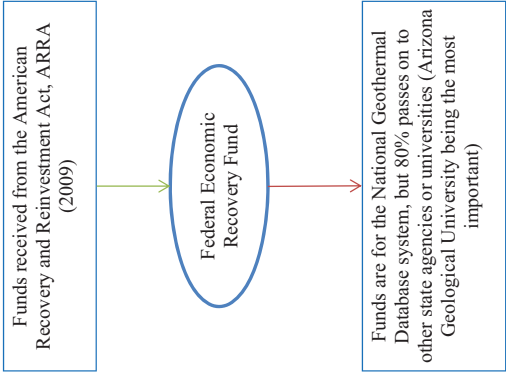 Funds received from the American
Recovery and Reinvestment Act, ARRA
(2009)
Federal Economic
Recovery Fund
Funds are for the National Geothermal
Database system, but 80% passes on to
other state agencies or universities (Arizona
Geological University being the most
important)